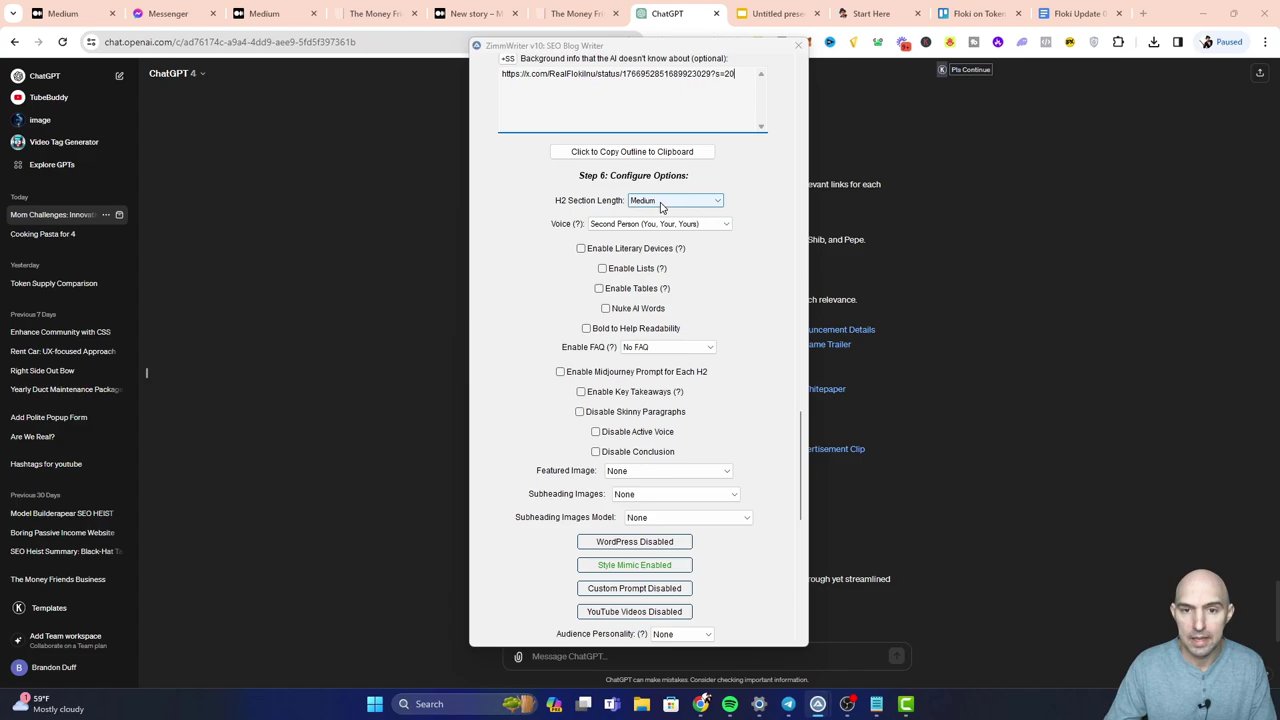 Medium
Messenger
Medium
The Money Fri
New story – M
The Money Fri
ChatGPT
Untitled prese
Start Here
Floki on Token
Floki Update 0
chat.openai.com/c/ad76174c-a9a4-4dd9-aee9-5fd5f397361b
Paused
ChatGPT
ChatGPT 4
Floki
image
Video Tag Generator
Explore GPTs
Today
Mom Challenges: Innovat
Cooking Pasta for 4
Yesterday
Token Supply Comparison
Previous 7 Days
Enhance Community with CSS
Rent Car: UX-focused Approach
Right Side Out Bow
Yearly Duct Maintenance Package
Add Polite Popup Form
Are We Real?
Hashtags for youtube
Previous 30 Days
Model Builderapeor SEO HEIST
Boring Passive Income Website
SEO Heist Summary: Black-Hat Ta
The Money Friends Business
Templates
Add Team workspace
Collaborate on a Team plan
Brandon Duff
ZimmWriter v10: SEO Blog Writer
+SS Background info that the AI doesn't know about (optional):
https://x.com/RealFlokiInu/status/1766952851689923029?s=20
Click to Copy Outline to Clipboard
Step 6: Configure Options:
H2 Section Length: Medium
Voice (?): Second Person (You, Your, Yours)
Enable Literary Devices (?)
Enable Lists (?)
Enable Tables (?)
Nuke AI Words
Bold to Help Readability
Enable FAQ (?) No FAQ
Enable Midjourney Prompt for Each H2
Enable Key Takeaways (?)
Disable Skinny Paragraphs
Disable Active Voice
Disable Conclusion
Featured Image: None
Subheading Images: None
Subheading Images Model: None
WordPress Disabled
Style Mimic Enabled
Custom Prompt Disabled
YouTube Videos Disabled
Audience Personality: (?) None
K Pls Continue
evant links for each
Shib, and Pepe.
ch relevance.
uncement Details
ame Trailer
hitepaper
ertisement Clip
rough yet streamlined
Message ChatGPT...
ChatGPT can make mistakes. Consider checking important information.
59°F
Mostly cloudy
Search